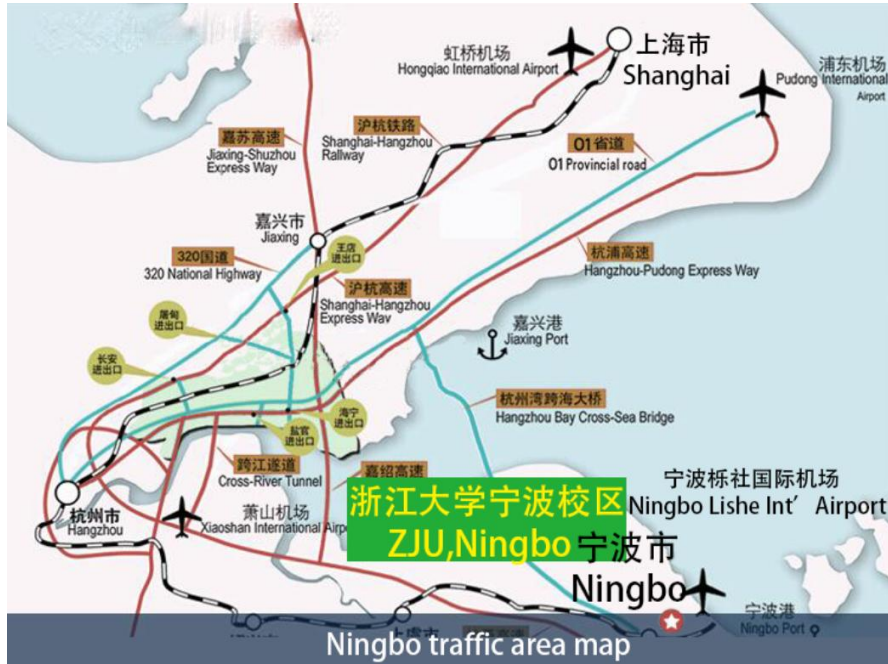 上海市
Shanghai
虹桥机场
Hongqiao International Airport
浦东机场
Pudong International
Airport
嘉苏高速
Jiaxing-Shuzhou
Express Way
沪杭铁路
Shanghai-Hangzhou
Rallway
01省道
01 Provincial road
嘉兴市
Jiaxing
王店
进出口
320国道
320 National Highway
杭浦高速
Hangzhou-Pudong Express Way
沪杭高速
Shanghai-Hangzhou
Express Way
屠甸
进出口
嘉兴港
Jiaxing Port
长安
进出口
杭州湾跨海大桥
Hangzhou Bay Cross-Sea Bridge
海宁
进出口
盐官
进出口
跨江遂道
Cross-River Tunnel
嘉绍高速
浙江大学宁波校区
ZJU,Ningbo
宁波栎社国际机场
Ningbo Lishe Int' Airport
杭州市
Hangzhou
萧山机场
Xiaoshan International Airpo
宁波市
Ningbo
宁波港
Ningbo Port
上虞市
Ningbo traffic area map